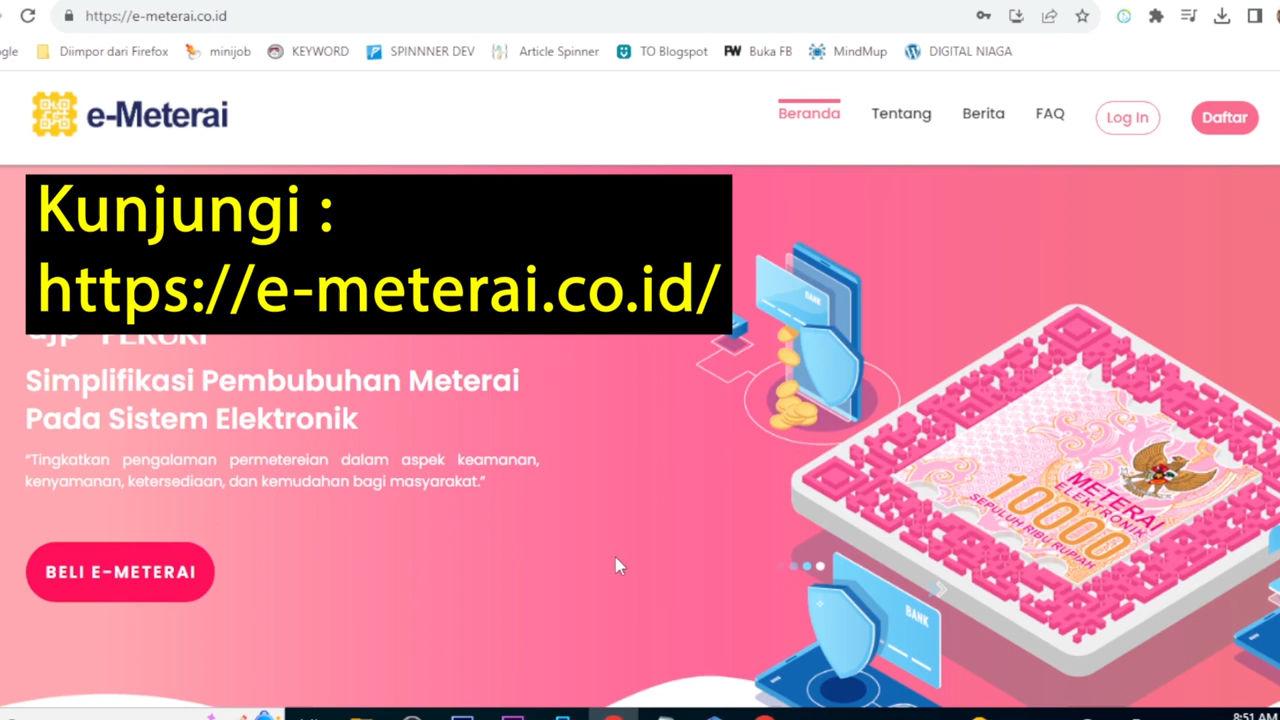 https://e-meterai.co.id
gle Diimpor dari Firefox minijob KEYWORD SPINNNER DEV Article Spinner TO Blogspot Buka FB MindMup DIGITAL NIAGA
e-Meterai Beranda Tentang Berita FAQ Log In Daftar
Kunjungi :
https://e-meterai.co.id/
Simplifikasi Pembubuhan Meterai
Pada Sistem Elektronik
“Tingkatkan pengalaman permetereian dalam aspek keamanan,
kenyamanan, ketersediaan, dan kemudahan bagi masyarakat.”
BELI E-METERAI
BANK
METERAI
ELEKTRONIK
10000
SEPULUH RIBU RUPIAH
BANK
8:51 AM